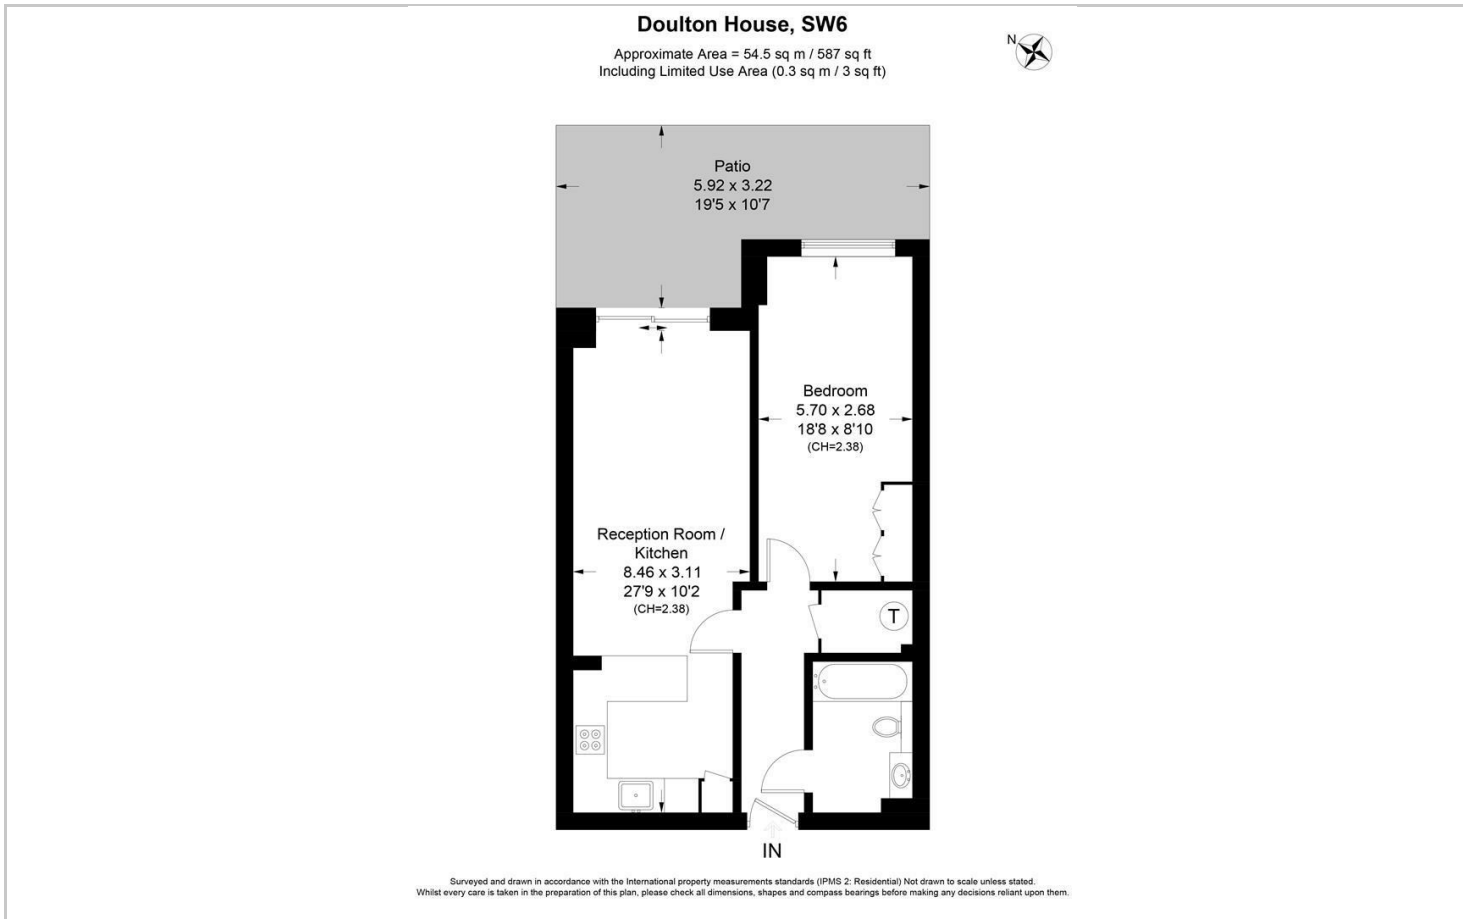 Doulton House, SW6
Approximate Area = 54.5 sq m / 587 sq ft
Including Limited Use Area (0.3 sq m / 3 sq ft)
N
Patio
5.92 x 3.22
19'5 x 10'7
Bedroom
5.70 x 2.68
18'8 x 8'10
(CH=2.38)
Reception Room /
Kitchen
8.46 x 3.11
27'9 x 10'2
(CH=2.38)
T
IN
Surveyed and drawn in accordance with the International property measurements standards (IPMS 2: Residential) Not drawn to scale unless stated.
Whilst every care is taken in the preparation of this plan, please check all dimensions, shapes and compass bearings before making any decisions reliant upon them.